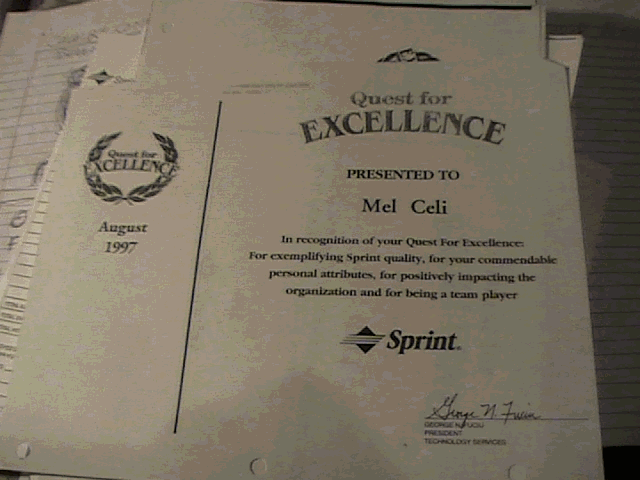 Quest for
EXCELLENCE
August
1997
Quest for
EXCELLENCE
PRESENTED TO
Mel Celi
In recognition of your Quest For Excellence:
For exemplifying Sprint quality, for your commendable
personal attributes, for positively impacting the
organization and for being a team player
Sprint
GEORGE N.
PRESIDENT
TECHNOLOGY SERVICES